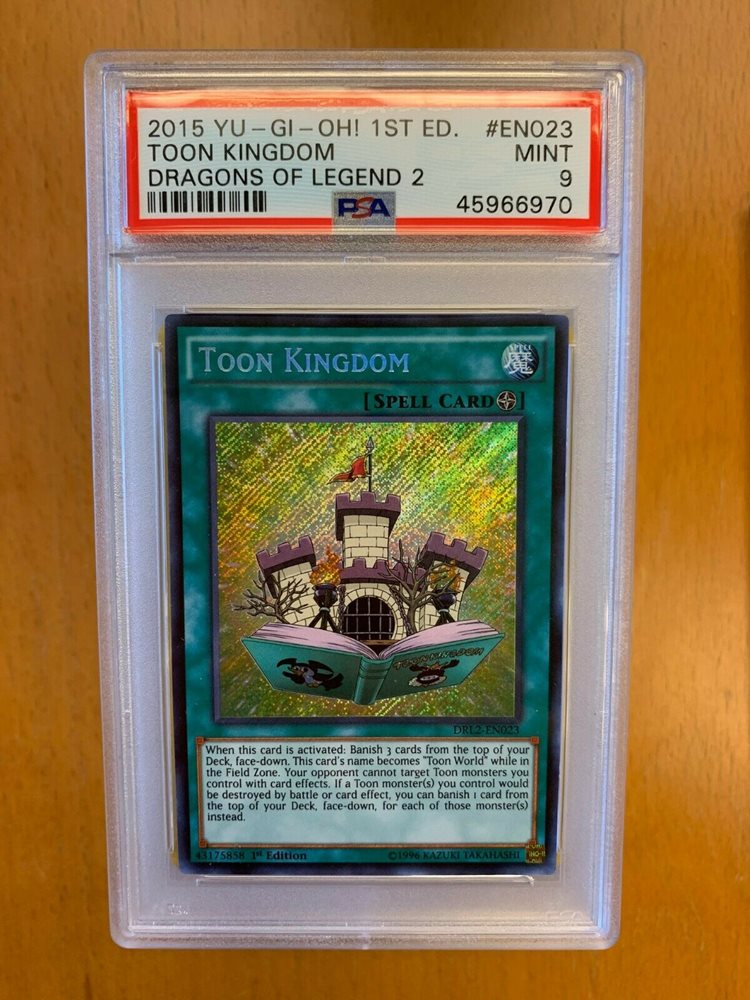 2015 YU-GI-OH! 1ST ED. #EN023
TOON KINGDOM MINT
DRAGONS OF LEGEND 2 9
PSA 45966970
TOON KINGDOM
SPELL
魔
[SPELL CARD]
TOON KINGDOM
DRL2-EN023
When this card is activated: Banish 3 cards from the top of your
Deck, face-down. This card's name becomes "Toon World" while in
the Field Zone. Your opponent cannot target Toon monsters you
control with card effects. If a Toon monster(s) you control would
be destroyed by battle or card effect, you can banish 1 card from
the top of your Deck, face-down, for each of those monster(s)
instead.
43175858 1st Edition ©1996 KAZUKI TAKAHASHI